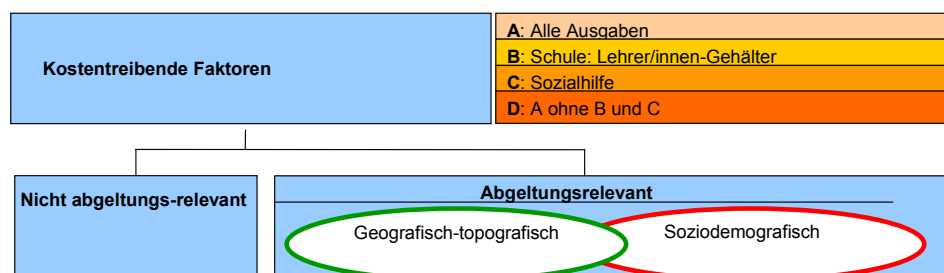 Kostentreibende Faktoren
A: Alle Ausgaben
B: Schule: Lehrer/innen-Gehälter
C: Sozialhilfe
D: A ohne B und C
Nicht abgeltungs-relevant
Abgeltungsrelevant
Geografisch-topografisch
Soziodemografisch